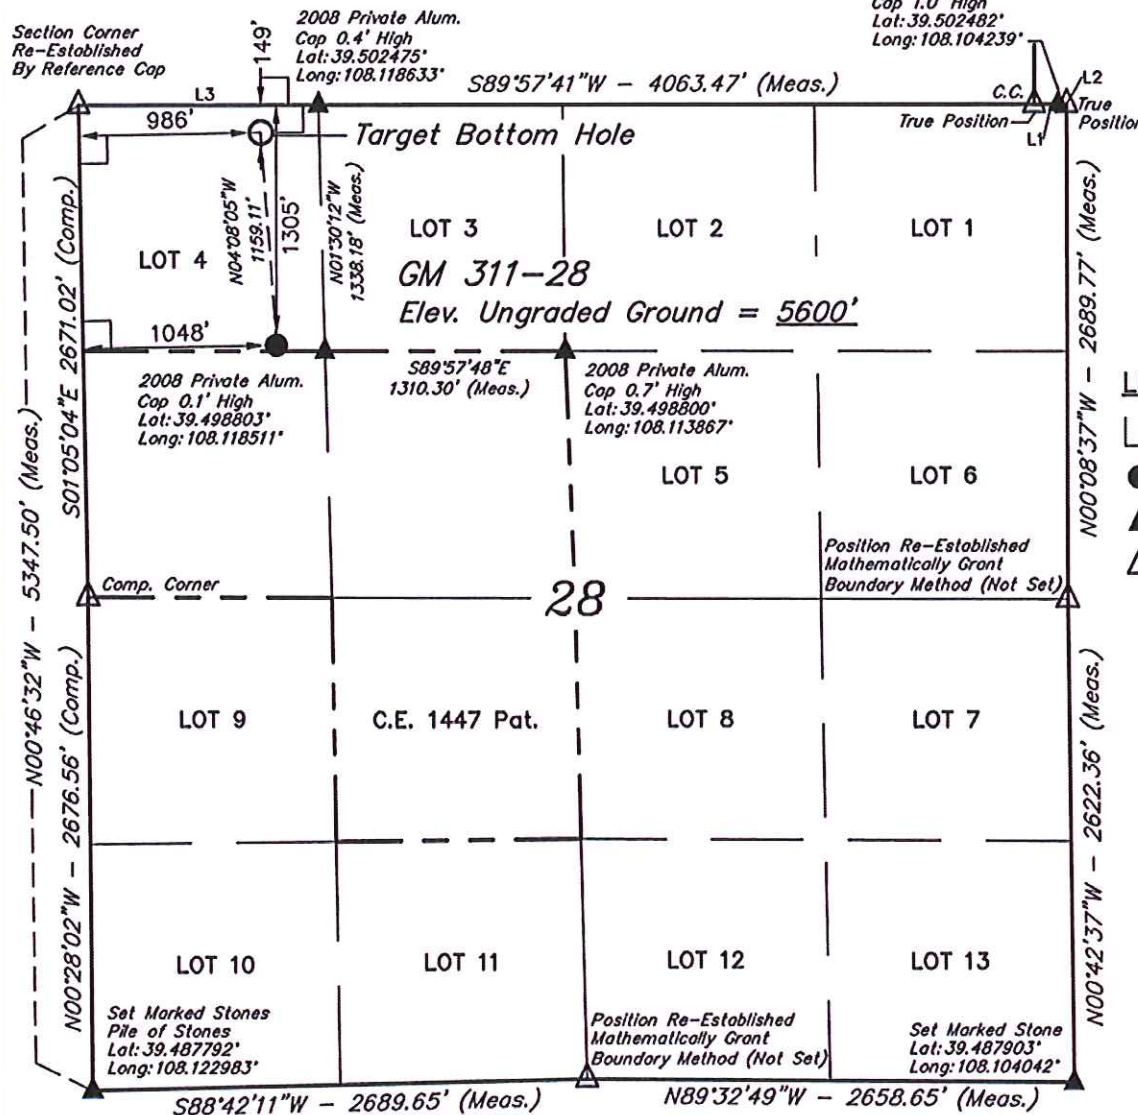 Cap 1.0' High
Lat: 39.502482°
Long: 108.104239°
2008 Private Alum.
Cap 0.4' High
Lat: 39.502475°
Long: 108.118633°
Section Corner
Re-Established
By Reference Cap
149'
S89°57'41"W - 4063.47' (Meas.)
L3
C.C.
L2
True
Position
True Position
L1
986'
Target Bottom Hole
S01°05'04"E 2671.02' (Comp.)
N04°08'05"W
1159.11'
1305'
N01°30'12"W
1338.18' (Meas.)
LOT 4
LOT 3
LOT 2
LOT 1
N00°08'37"W - 2689.77' (Meas.)
GM 311-28
Elev. Ungraded Ground = 5600'
1048'
S89°57'48"E
1310.30' (Meas.)
2008 Private Alum.
Cap 0.1' High
Lat: 39.498803°
Long: 108.118511°
2008 Private Alum.
Cap 0.7' High
Lat: 39.498800°
Long: 108.113867°
LOT 5
LOT 6
N00°46'32"W - 5347.50' (Meas.)
Position Re-Established
Mathematically Grant
Boundary Method (Not Set)
Comp. Corner
28
N00°28'02"W - 2676.56' (Comp.)
LOT 9
C.E. 1447 Pat.
LOT 8
LOT 7
N00°42'37"W - 2622.36' (Meas.)
LOT 10
LOT 11
LOT 12
LOT 13
Set Marked Stones
Pile of Stones
Lat: 39.487792°
Long: 108.122983°
Position Re-Established
Mathematically Grant
Boundary Method (Not Set)
Set Marked Stone
Lat: 39.487903°
Long: 108.104042°
S88°42'11"W - 2689.65' (Meas.)
N89°32'49"W - 2658.65' (Meas.)